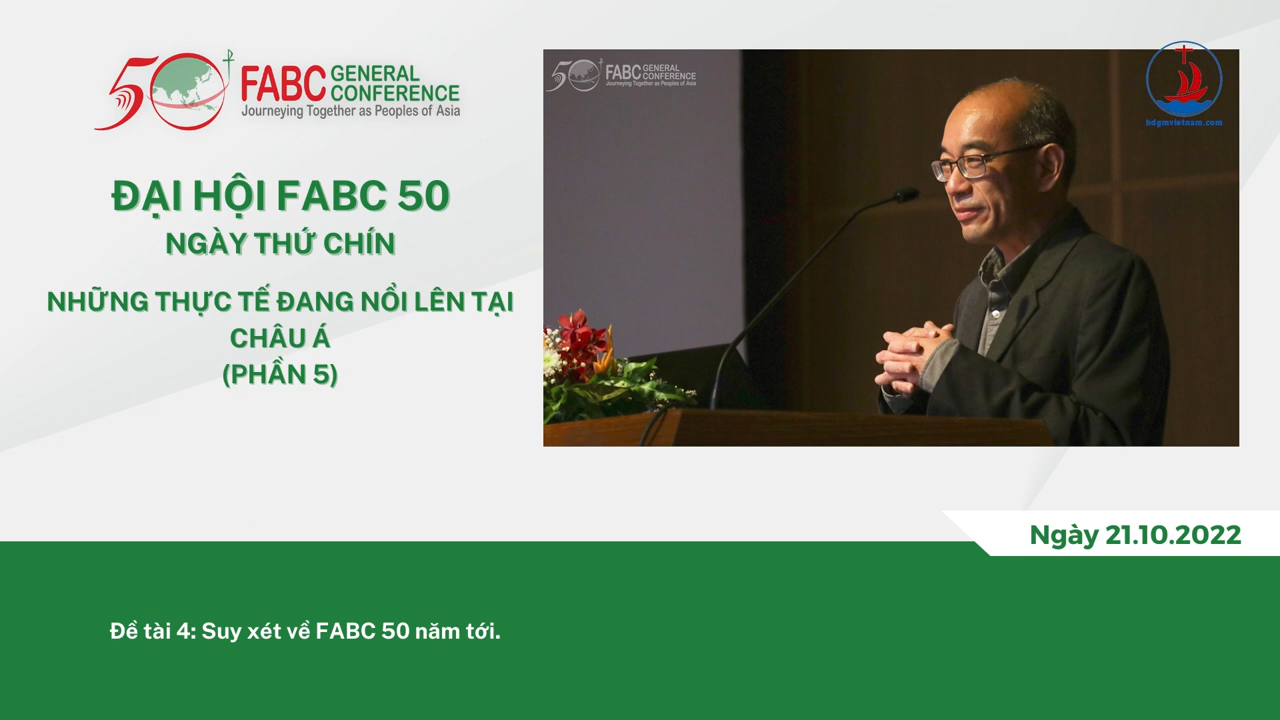 50 FABC GENERAL CONFERENCE
Journeying Together as Peoples of Asia
ĐẠI HỘI FABC 50
NGÀY THỨ CHÍN
NHỮNG THỰC TẾ ĐANG NỔI LÊN TẠI
CHÂU Á
(PHẦN 5)
50 FABC GENERAL CONFERENCE
Journeying Together as Peoples of Asia
bdgmvietnam.com
Ngày 21.10.2022
Đề tài 4: Suy xét về FABC 50 năm tới.